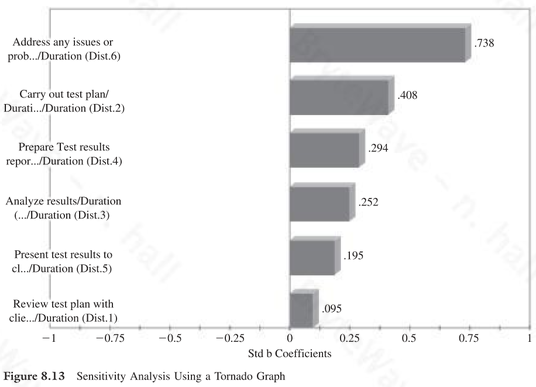 Address any issues or
prob.../Duration (Dist.6)
.738
Carry out test plan/
Durati.../Duration (Dist.2)
.408
Prepare Test results
repor.../Duration (Dist.4)
.294
Analyze results/Duration
(.../Duration (Dist.3)
.252
Present test results to
cl.../Duration (Dist.5)
.195
Review test plan with
clie.../Duration (Dist.1)
.095
−1 −0.75 −0.5 −0.25 0 0.25 0.5 0.75 1
Std b Coefficients
Figure 8.13 Sensitivity Analysis Using a Tornado Graph